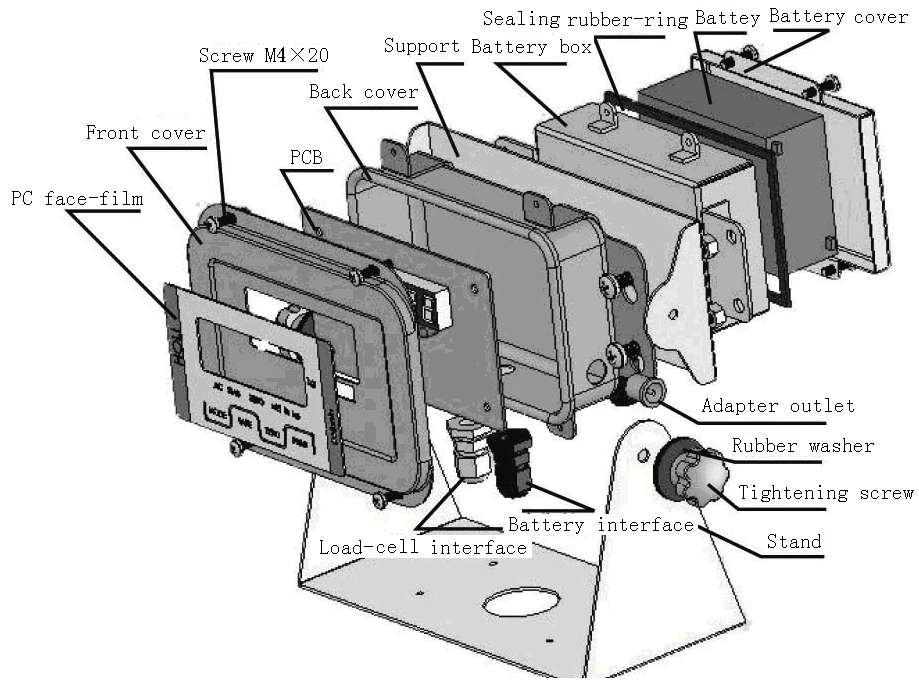 Sealing rubber-ring Battey Battery cover
Support Battery box
Screw M4×20
Back cover
Front cover
PCB
PC face-film
MODE
ZERO
Adapter outlet
Rubber washer
Tightening screw
Battery interface
Stand
Load-cell interface